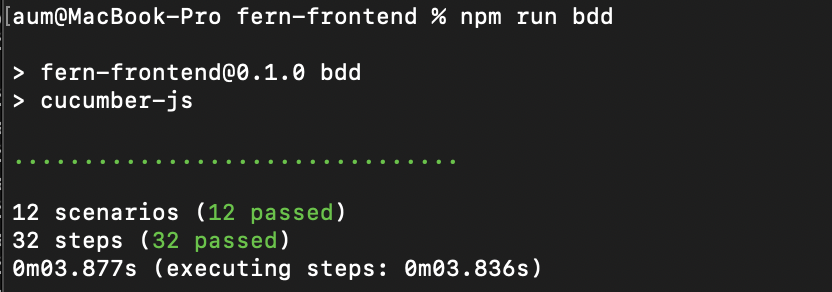 [aum@MacBook-Pro fern-frontend % npm run bdd
> fern-frontend@0.1.0 bdd
> cucumber-js
................................
12 scenarios (12 passed)
32 steps (32 passed)
0m03.877s (executing steps: 0m03.836s)